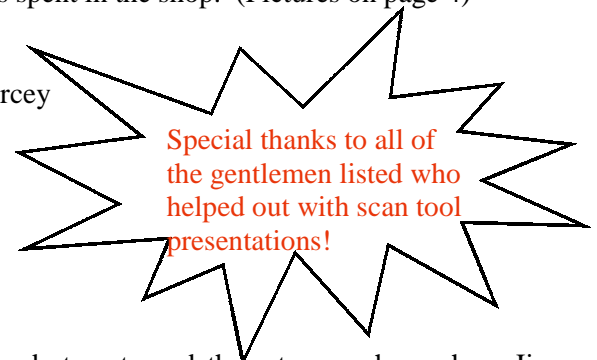 spent in the shop! (Pictures on page 4)
rcey
Special thanks to all of
the gentlemen listed who
helped out with scan tool
presentations!